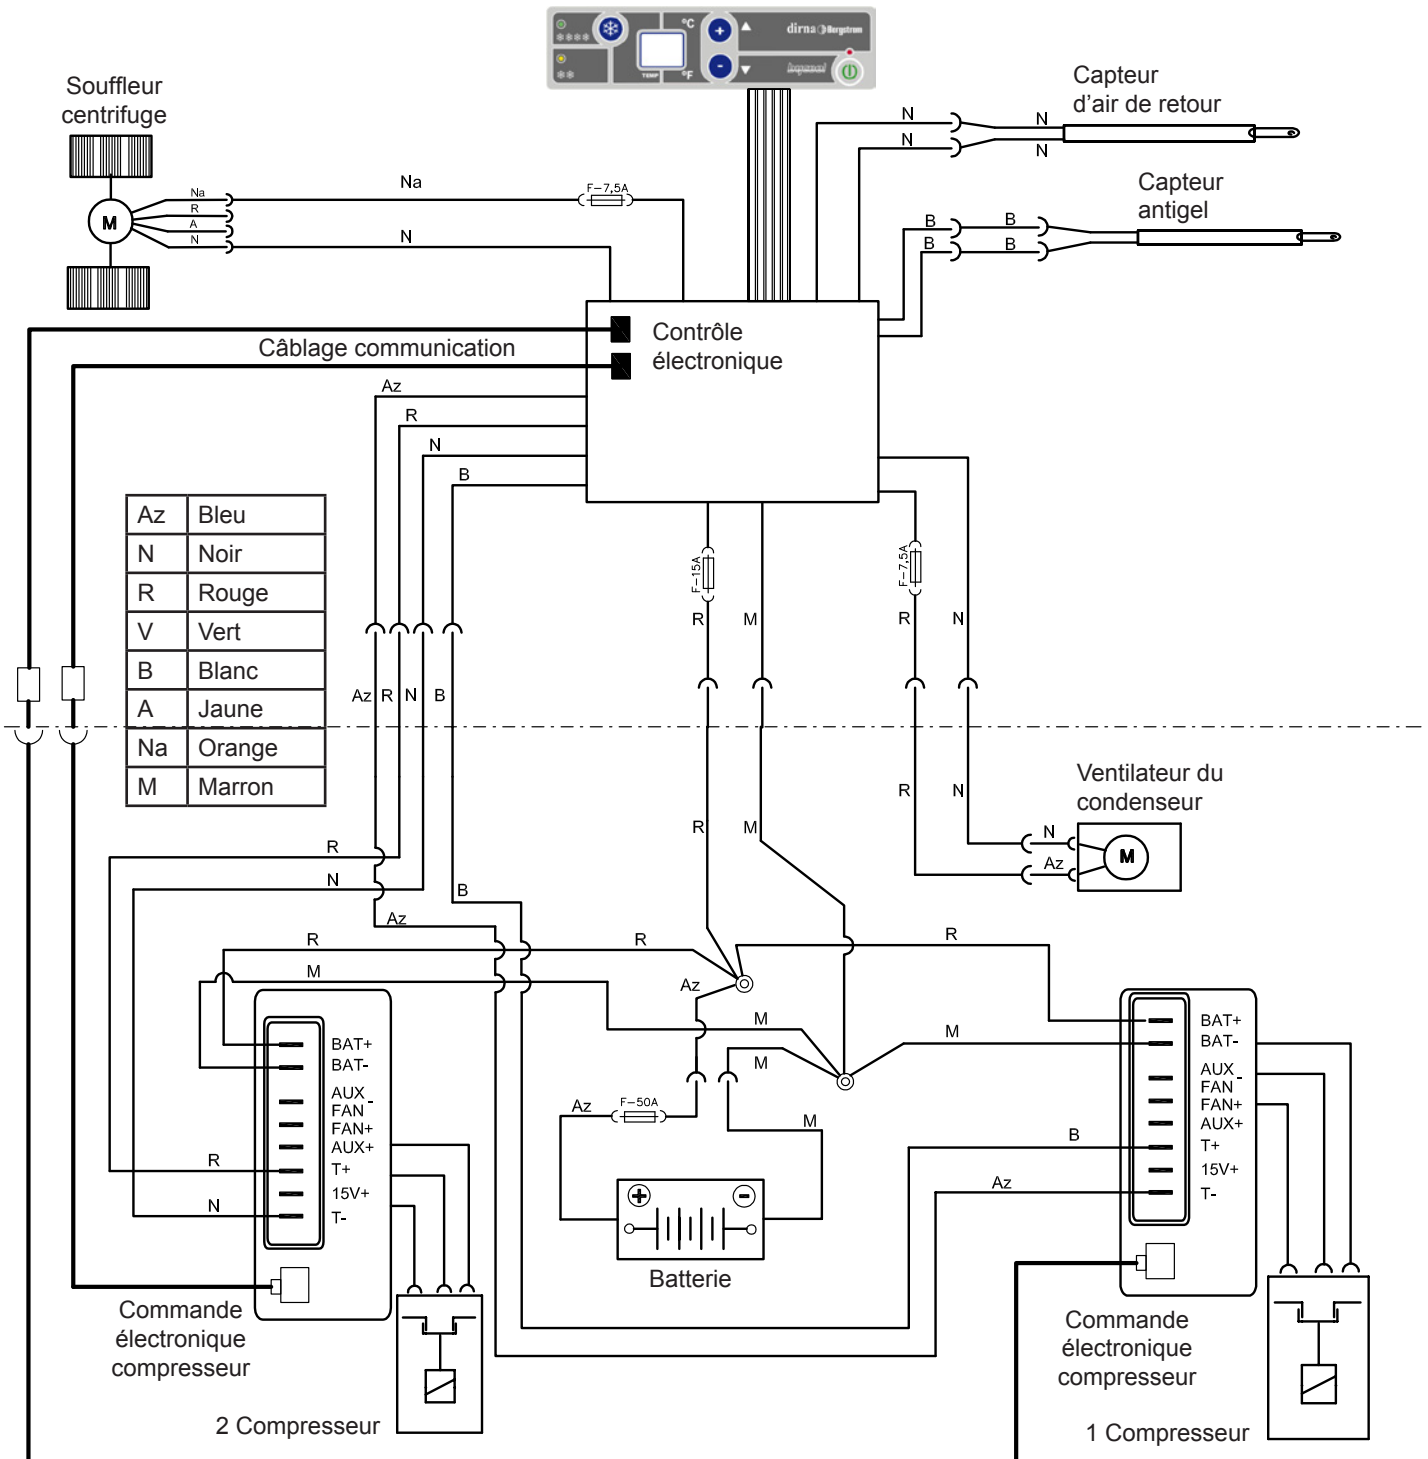 °C
dirna Bergstrom
TEMP
°F
Souffleur
centrifuge
Capteur
d'air de retour
N
N
N
N
Capteur
antigel
Na
R
A
N
M
Na
F-7,5A
N
B
B
B
B
Câblage communication
Contrôle
électronique
Az
R
N
B
Az Bleu
N Noir
R Rouge
V Vert
B Blanc
A Jaune
Na Orange
M Marron
F-15A
F-7,5A
R
M
R
N
Az
R
N
B
R
N
R
M
Ventilateur du
condenseur
N
Az
M
R
N
B
Az
R
R
R
M
Az
M
M
M
BAT+
BAT-
AUX
FAN -
FAN+
AUX+
T+
15V+
T-
R
N
Az
F-50A
M
+
-
Batterie
B
Az
BAT+
BAT-
AUX
FAN -
FAN+
AUX+
T+
15V+
T-
Commande
électronique
compresseur
2 Compresseur
Commande
électronique
compresseur
1 Compresseur